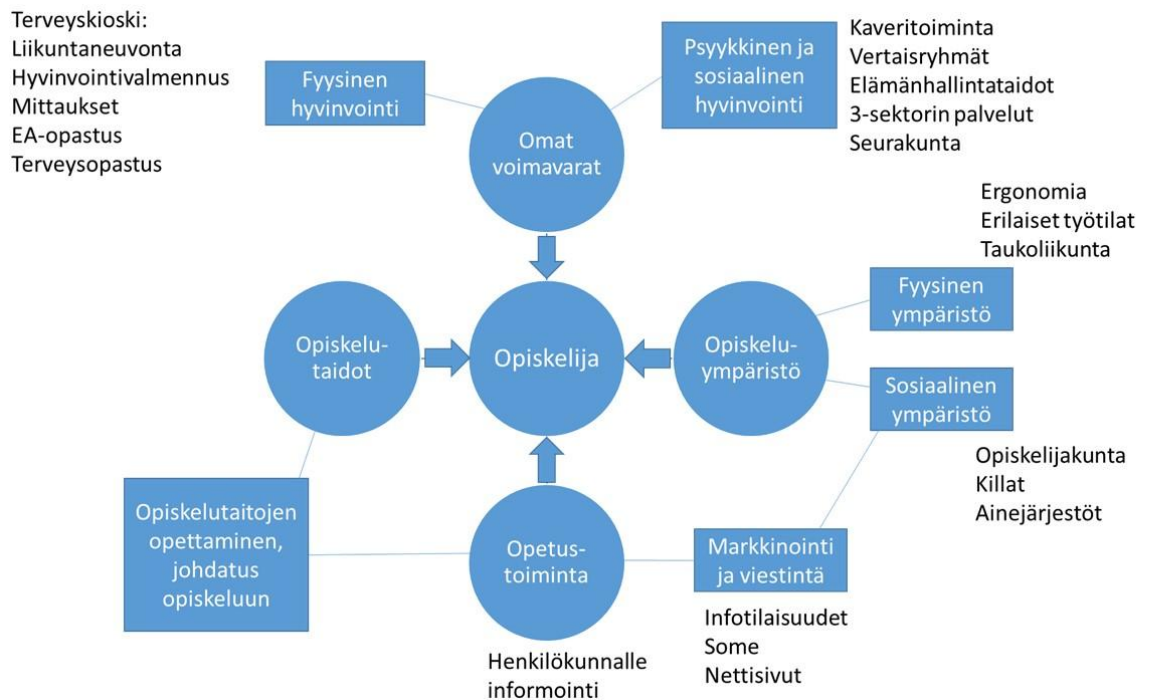 Terveyskioski:
Liikuntaneuvonta
Hyvinvointivalmennus
Mittaukset
EA-opastus
Terveysopastus
Fyysinen
hyvinvointi
Omat
voimavarat
Psyykkinen ja
sosiaalinen
hyvinvointi
Kaveritoiminta
Vertaisryhmät
Elämänhallintataidot
3-sektorin palvelut
Seurakunta
Ergonomia
Erilaiset työtilat
Taukoliikunta
Fyysinen
ympäristö
Opiskelu-
taidot
Opiskelija
Opiskelu-
ympäristö
Sosiaalinen
ympäristö
Opiskelijakunta
Killat
Ainejärjestöt
Opiskelutaitojen
opettaminen,
johdatus
opiskeluun
Opetus-
toiminta
Markkinointi
ja viestintä
Infotilaisuudet
Some
Nettisivut
Henkilökunnalle
informointi